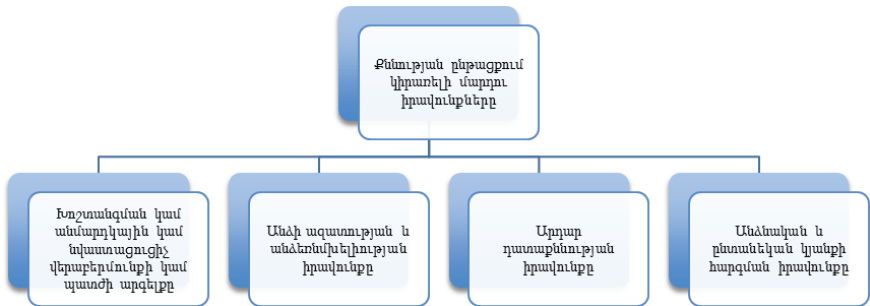 Քննության ընթացքում
կիրառելի մարդու
իրավունքները
Խոշտանգման կամ
անմարդկային կամ
նվաստացուցիչ
վերաբերմունքի կամ
պատժի արգելքը
Անձի ազատության և
անձեռնմխելիության
իրավունքը
Արդար
դատաքննության
իրավունքը
Անձնական և
ընտանեկան կյանքի
հարգման իրավունքը